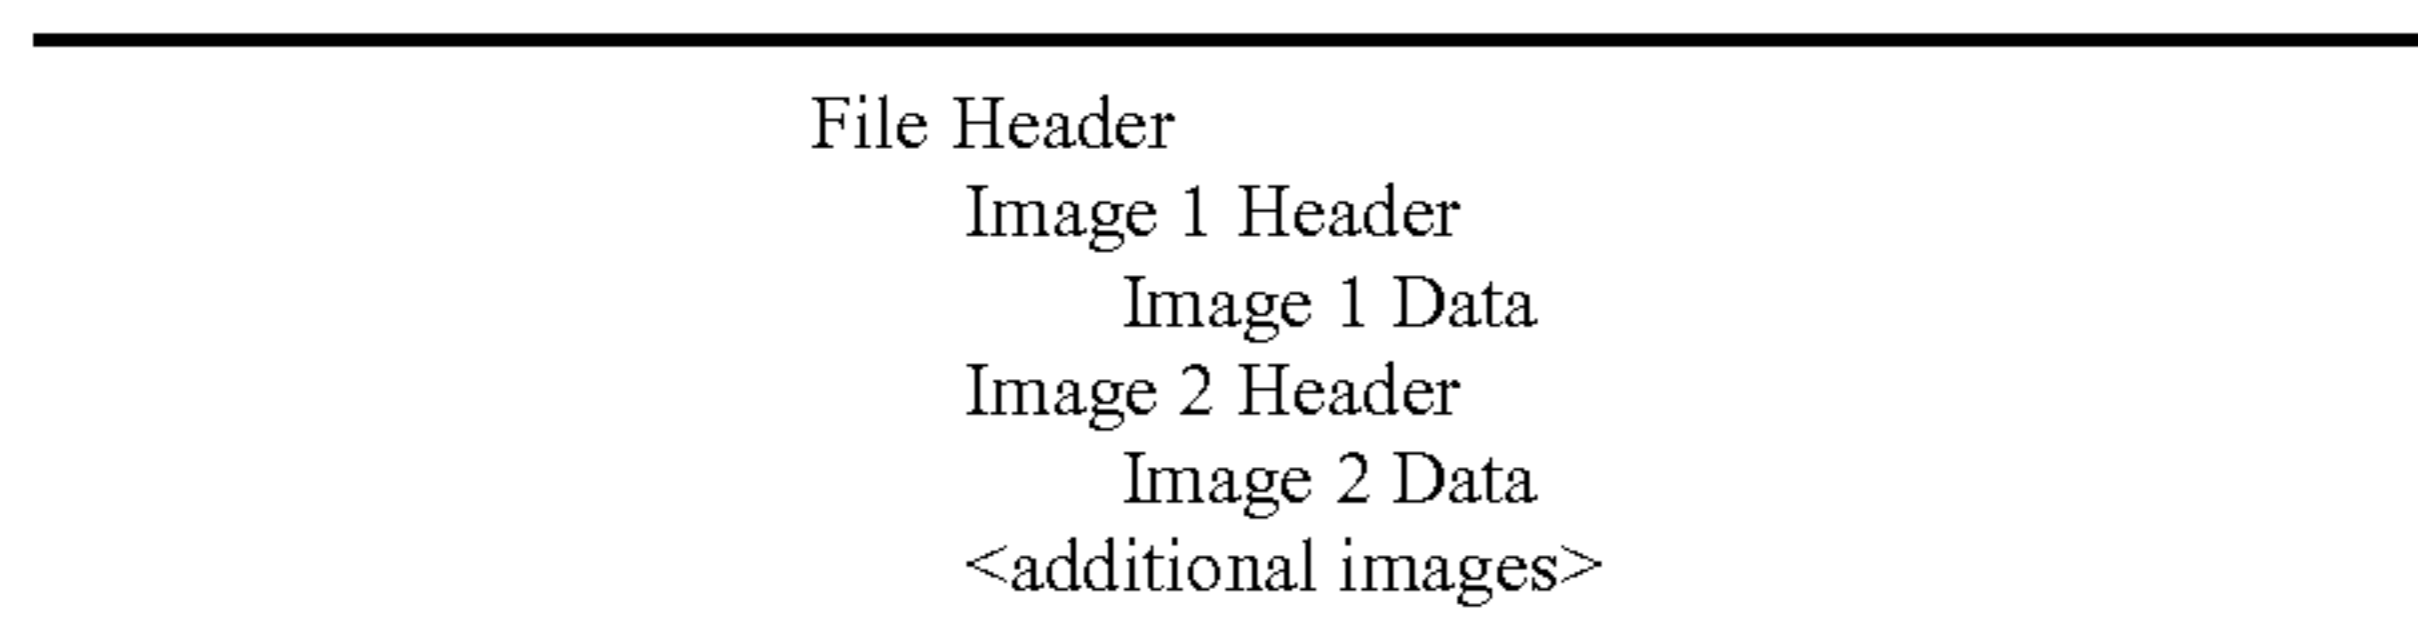 File Header
Image 1 Header
Image 1 Data
Image 2 Header
Image 2 Data
<additional images>